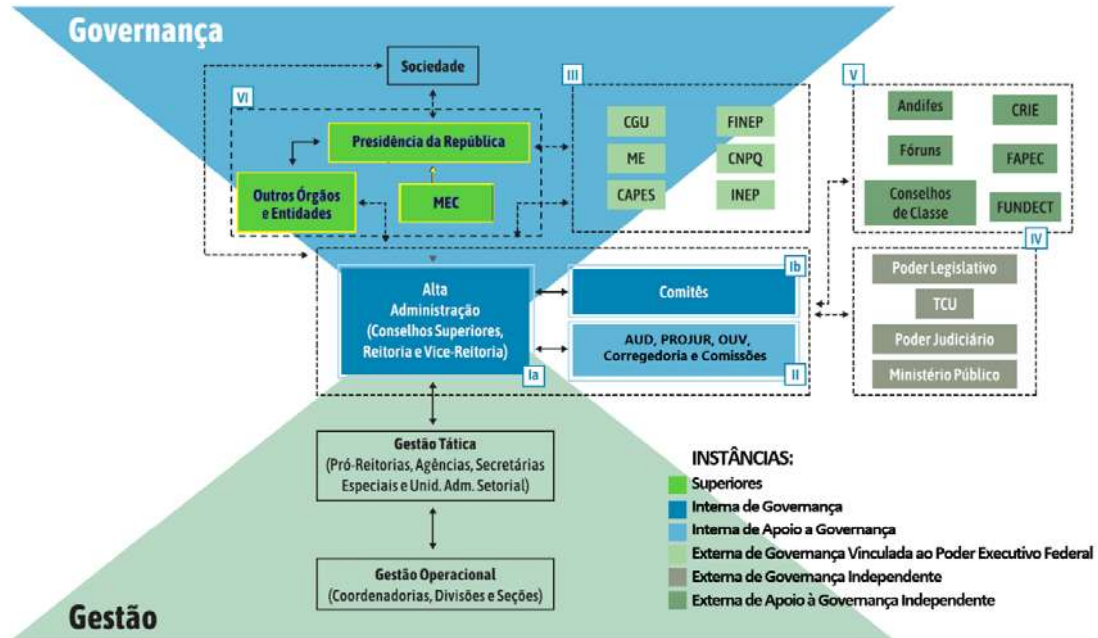 Governança
Sociedade
VI
Presidência da República
Outros Órgãos
e Entidades
MEC
III
CGU
FINEP
ME
CNPQ
CAPES
INEP
V
Andifes
CRIE
Fóruns
FAPEC
Conselhos
de Classe
FUNDECT
IV
Poder Legislativo
TCU
Poder Judiciário
Ministério Público
Alta
Administração
(Conselhos Superiores,
Reitoria e Vice-Reitoria)
Ia
Ib
Comitês
AUD, PROJUR, OUV,
Corregedoria e Comissões
II
Gestão Tática
(Pró-Reitorias, Agências, Secretárias
Especiais e Unid. Adm. Setorial)
Gestão Operacional
(Coordenadorias, Divisões e Seções)
Gestão
INSTÂNCIAS:
Superiores
Interna de Governança
Interna de Apoio a Governança
Externa de Governança Vinculada ao Poder Executivo Federal
Externa de Governança Independente
Externa de Apoio à Governança Independente